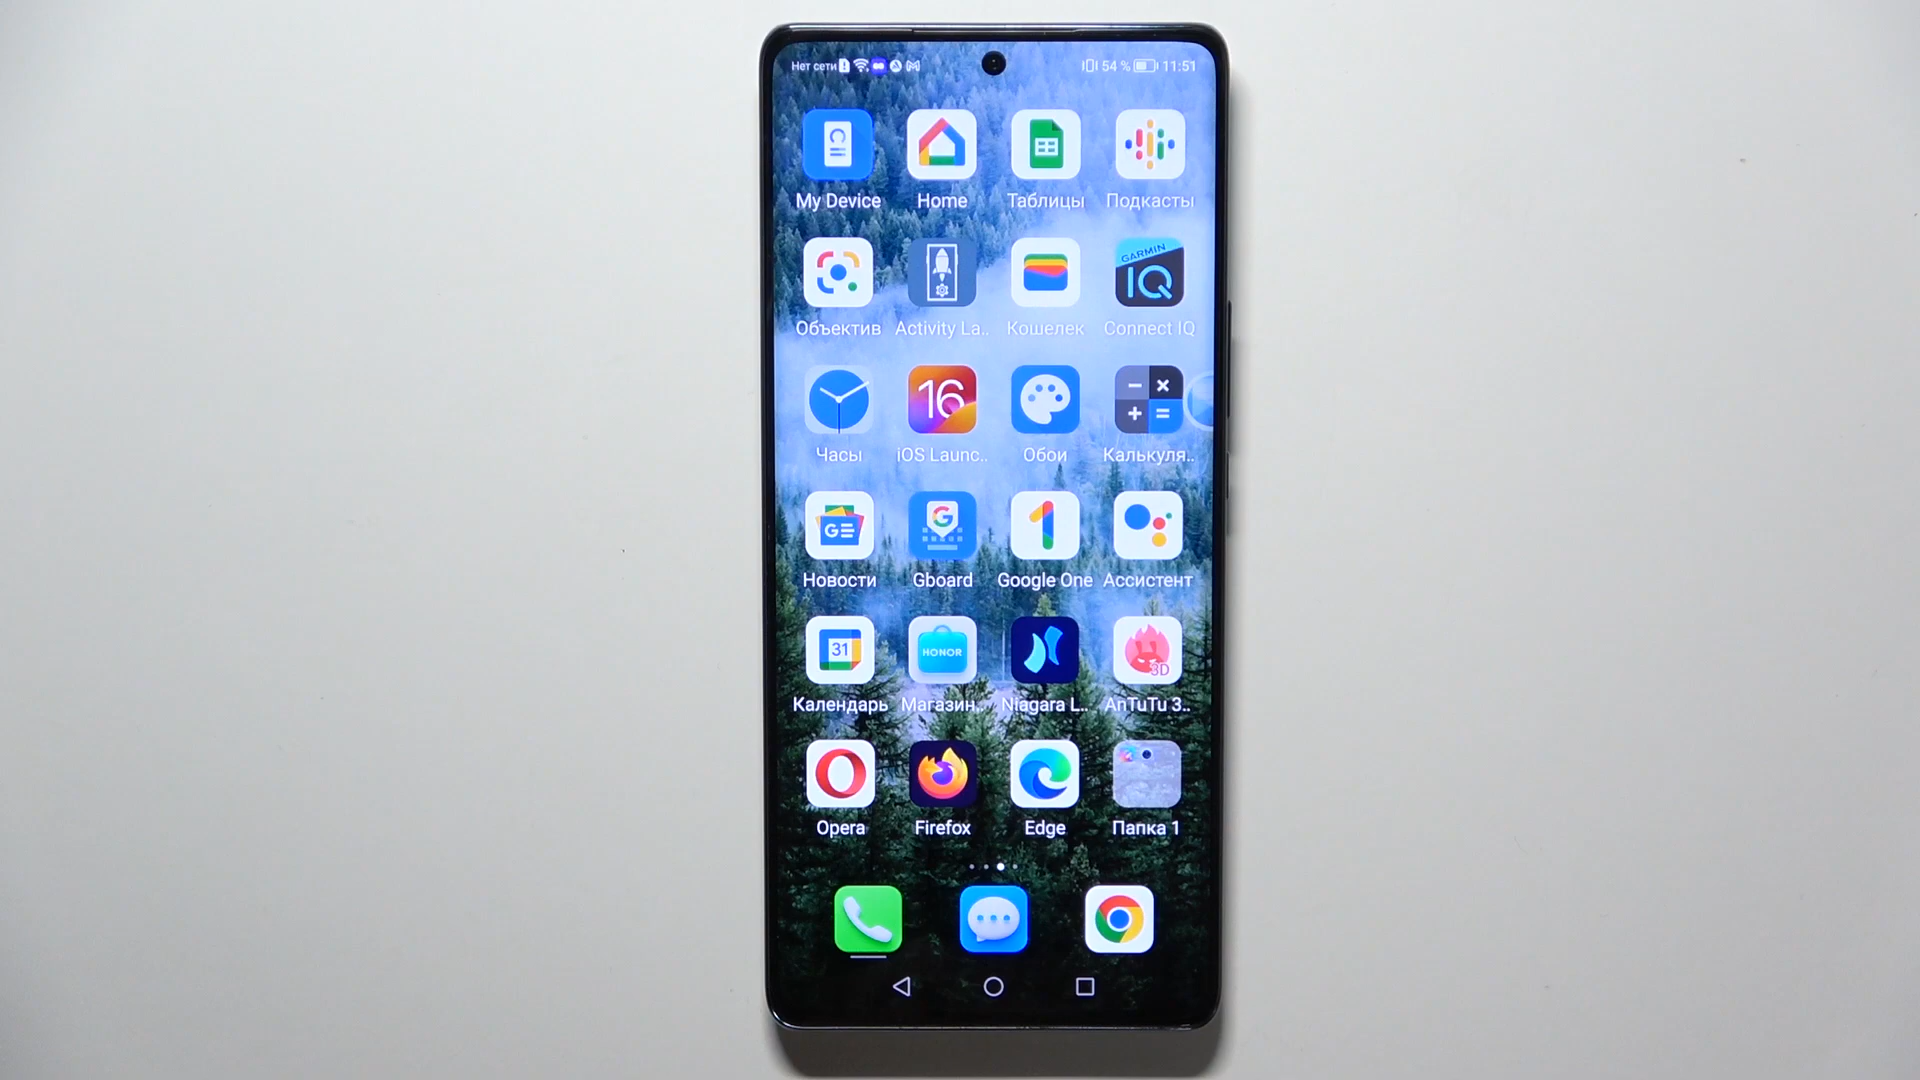 Нет сети 54 % 11:51
My Device Home Таблицы Подкасты
GARMIN
IQ
Объектив Activity La.. Кошелек Connect IQ
16
Часы iOS Launc.. Обои Калькуля..
GE G 1
Новости Gboard Google One Ассистент
31 HONOR 3D
Календарь Магазин.. Niagara L.. AnTuTu 3..
Opera Firefox Edge Папка 1